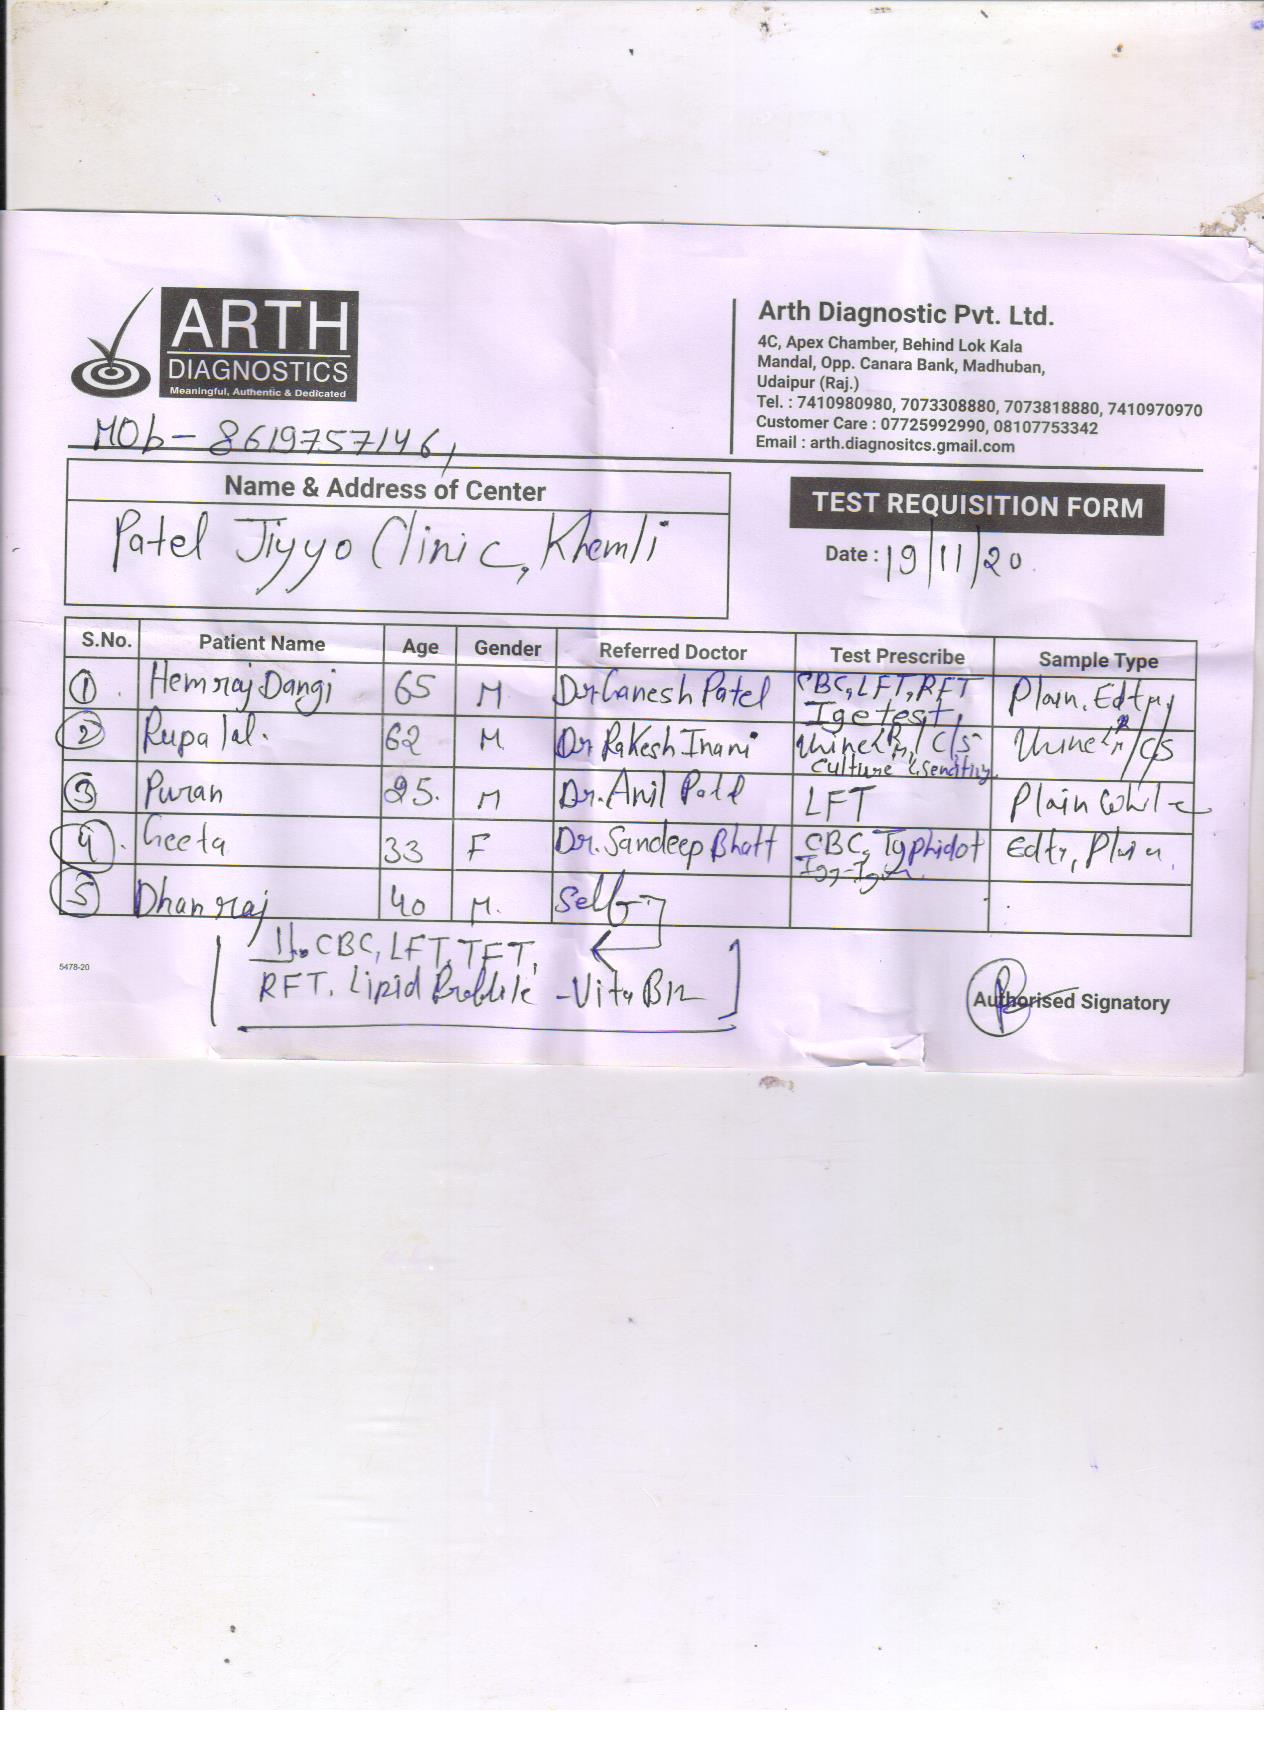 ARTH
DIAGNOSTICS
Meaningful, Authentic & Dedicated
Arth Diagnostic Pvt. Ltd.
4C, Apex Chamber, Behind Lok Kala
Mandal, Opp. Canara Bank, Madhuban,
Udaipur (Raj.)
Tel. : 7410980980, 7073308880, 7073818880, 7410970970
Customer Care : 07725992990, 08107753342
Email : arth.diagnositcs.gmail.com
MOb - 8619757146,
Name & Address of Center
Patel Jiyyo Clinic, Khemli
TEST REQUISITION FORM
Date : 19/11/20
S.No. Patient Name Age Gender Referred Doctor Test Prescribe Sample Type
1. Hemraj Dangi 65 M Dr Ganesh Patel CBC, LFT, RFT Plain, Edta
Ige test,
2 Rupa lal. 62 M Dr Rakesh Inani Urine R/M, C/S Urine R/M C/S
Culture & Senditivy
3 Puran 25. M Dr. Anil Patel LFT Plain White
4. Geeta 33 F Dr. Sandeep Bhatt CBC, Typhidot Edta, Plain
Igg-Igm
5 Dhanraj 40 M. Self
CBC, LFT, TFT,
RFT. Lipid Profile - Vita B12
5478-20
Authorised Signatory